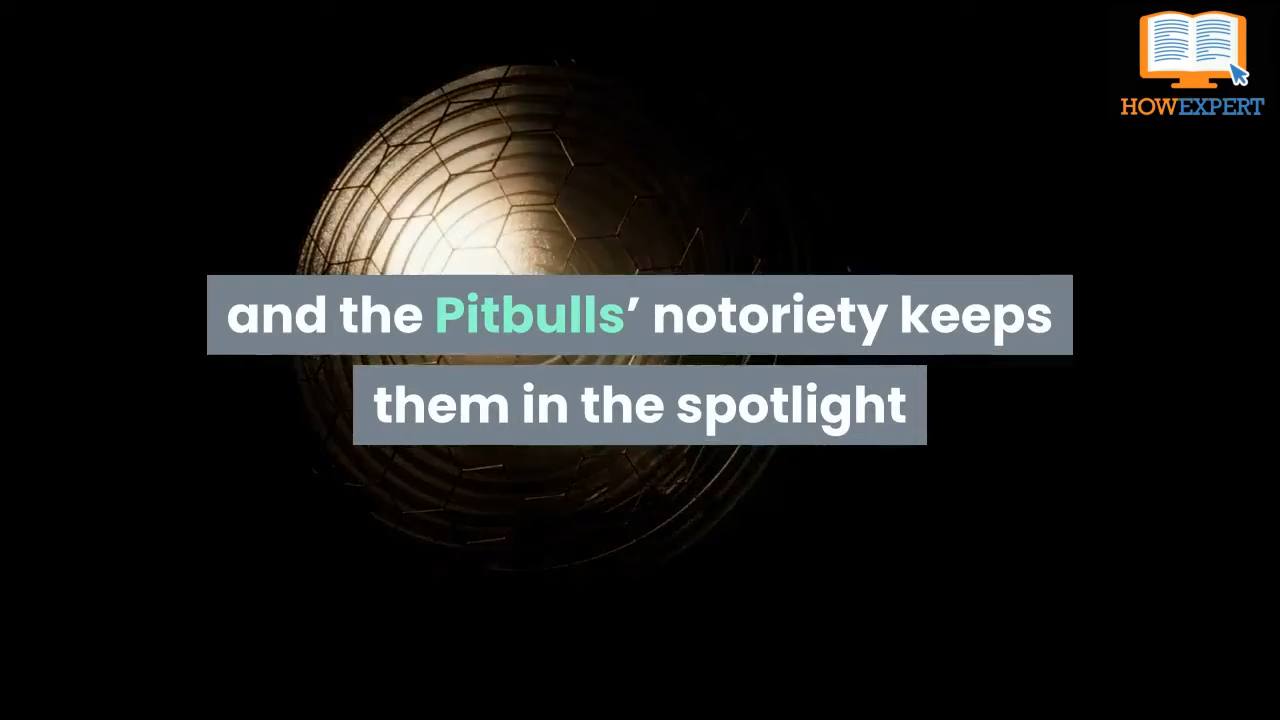 HOWEXPERT
and the Pitbulls’ notoriety keeps
them in the spotlight